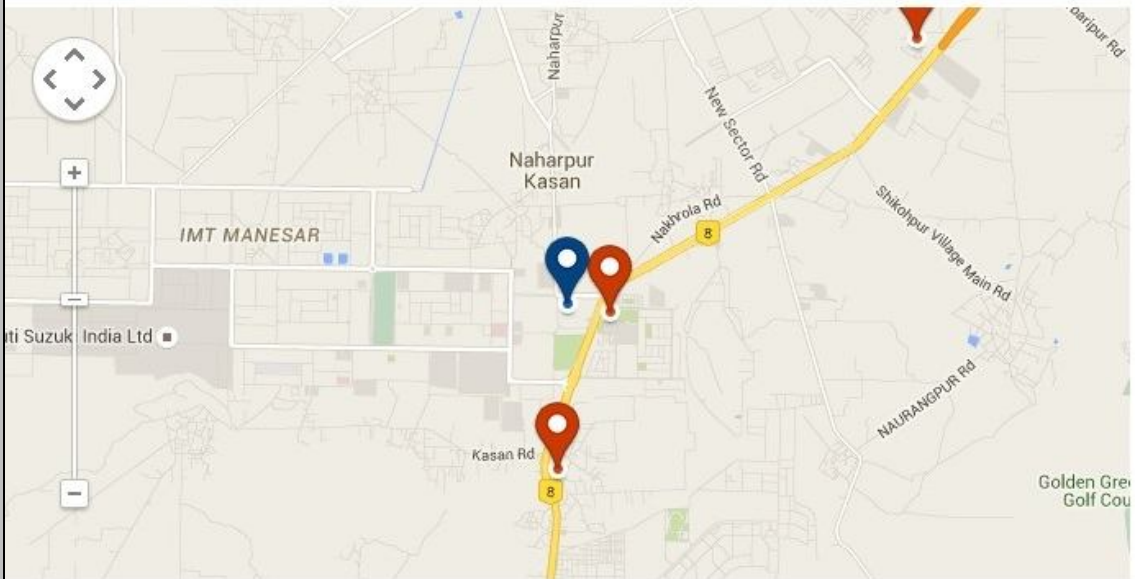 Naharpur
baripur Rd
New Sector Rd
Naharpur
Kasan
Nakhrola Rd
8
Shikohpur Village Main Rd
IMT MANESAR
uti Suzuki India Ltd
NAURANGPUR Rd
Kasan Rd
8
Golden Gree
Golf Cou